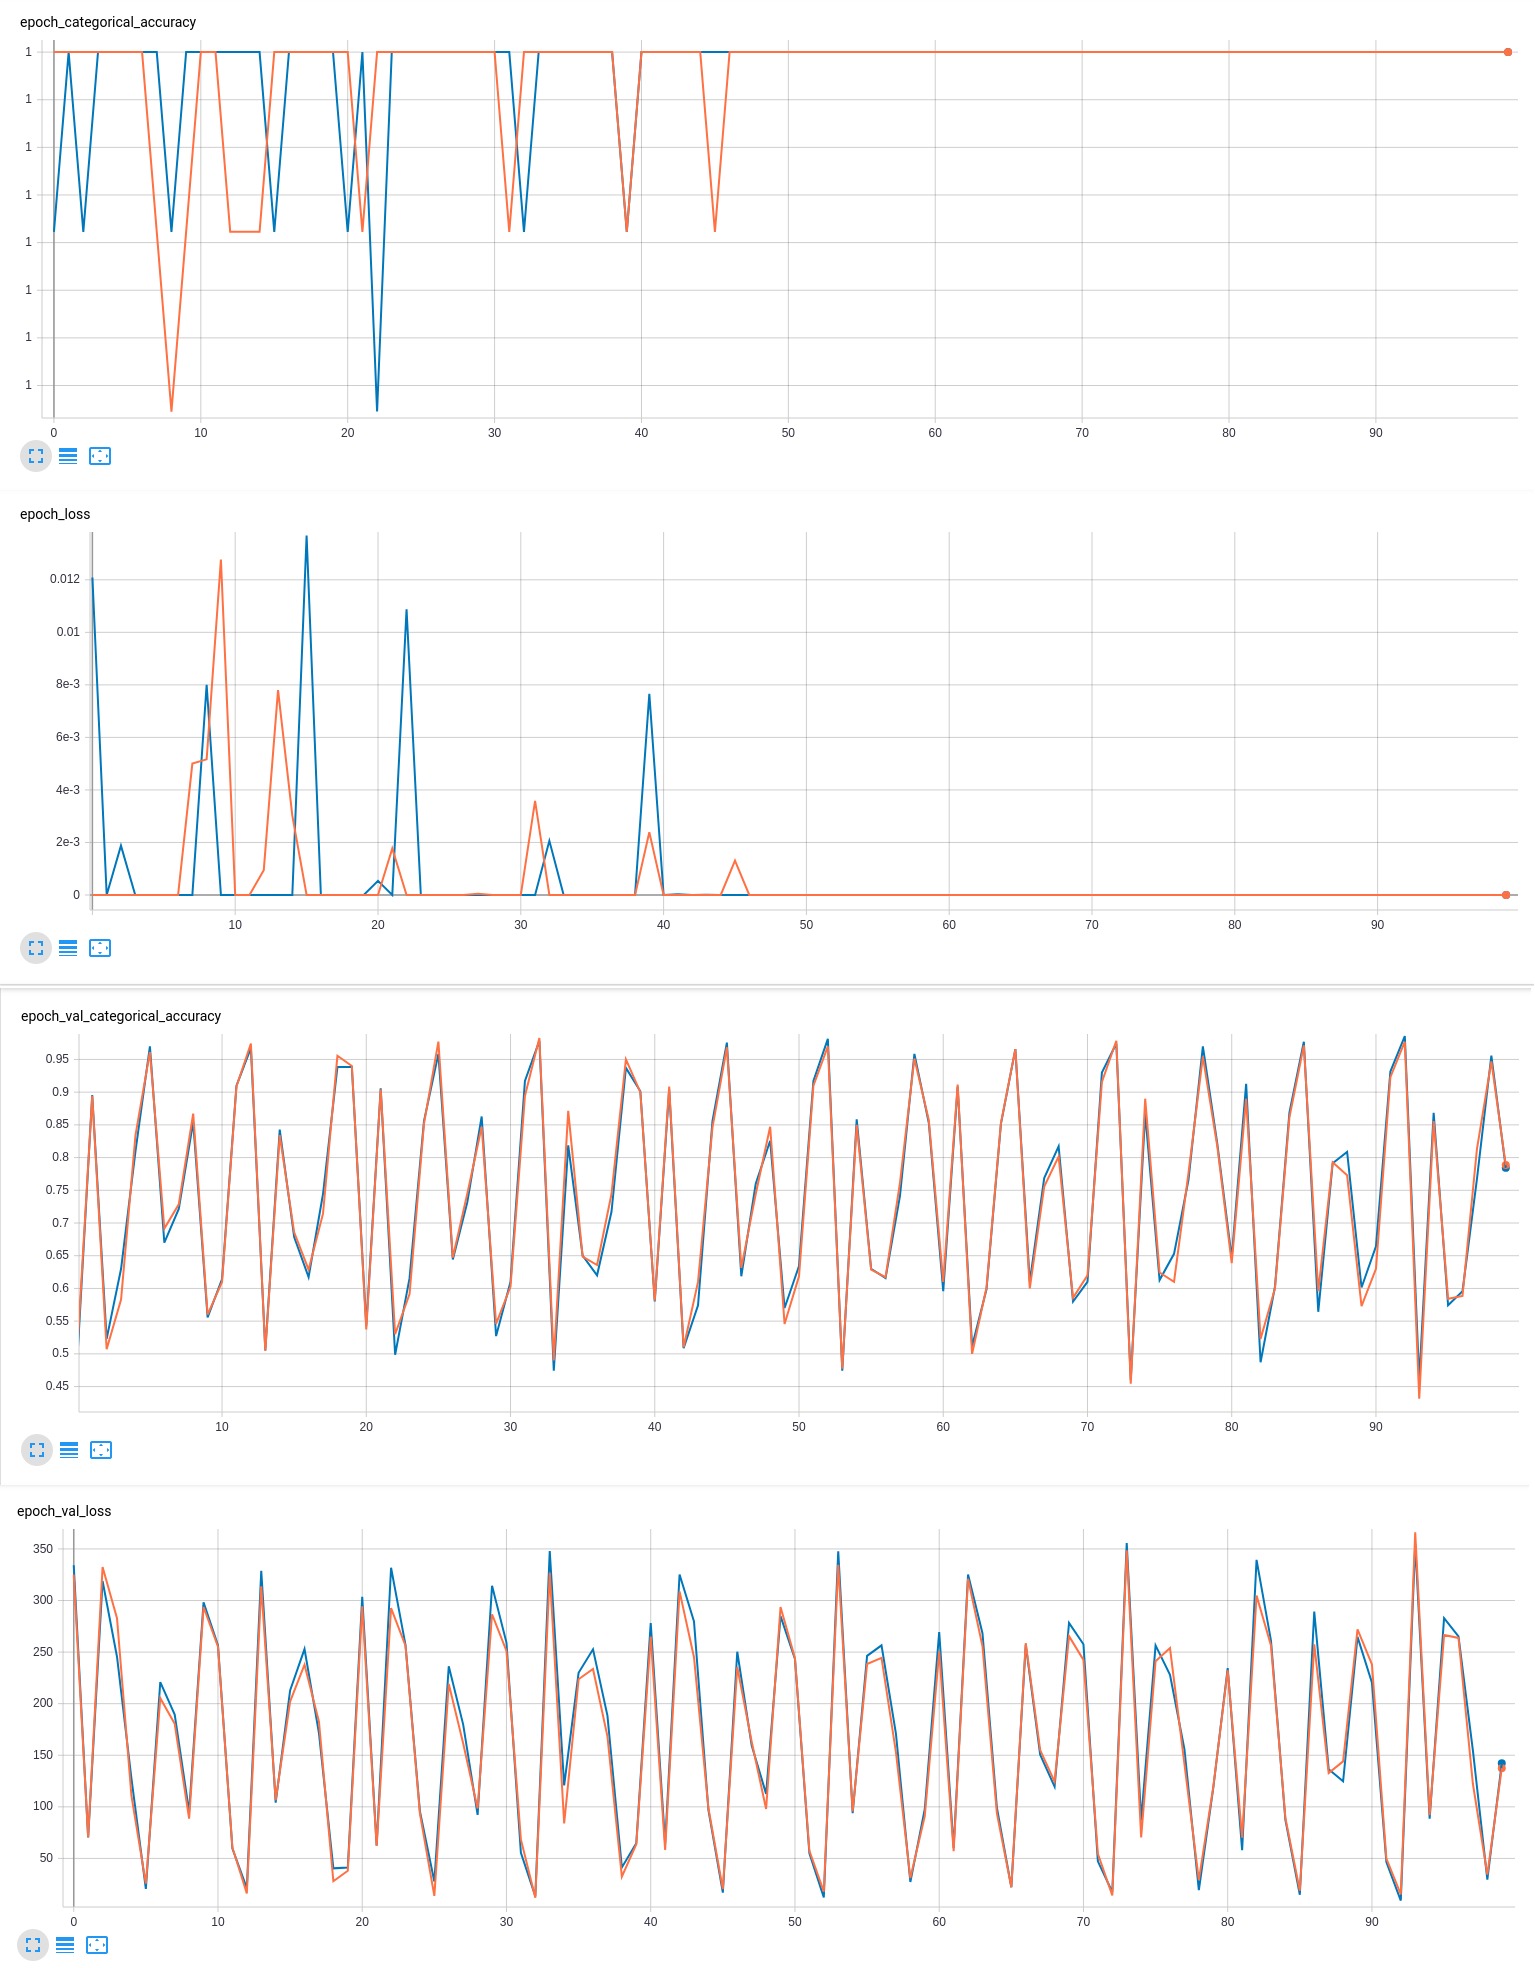 epoch_categorical_accuracy
1
1
1
1
1
1
1
1
0 10 20 30 40 50 60 70 80 90
epoch_loss
0.012
0.01
8e-3
6e-3
4e-3
2e-3
0
10 20 30 40 50 60 70 80 90
epoch_val_categorical_accuracy
0.95
0.9
0.85
0.8
0.75
0.7
0.65
0.6
0.55
0.5
0.45
10 20 30 40 50 60 70 80 90
epoch_val_loss
350
300
250
200
150
100
50
0 10 20 30 40 50 60 70 80 90